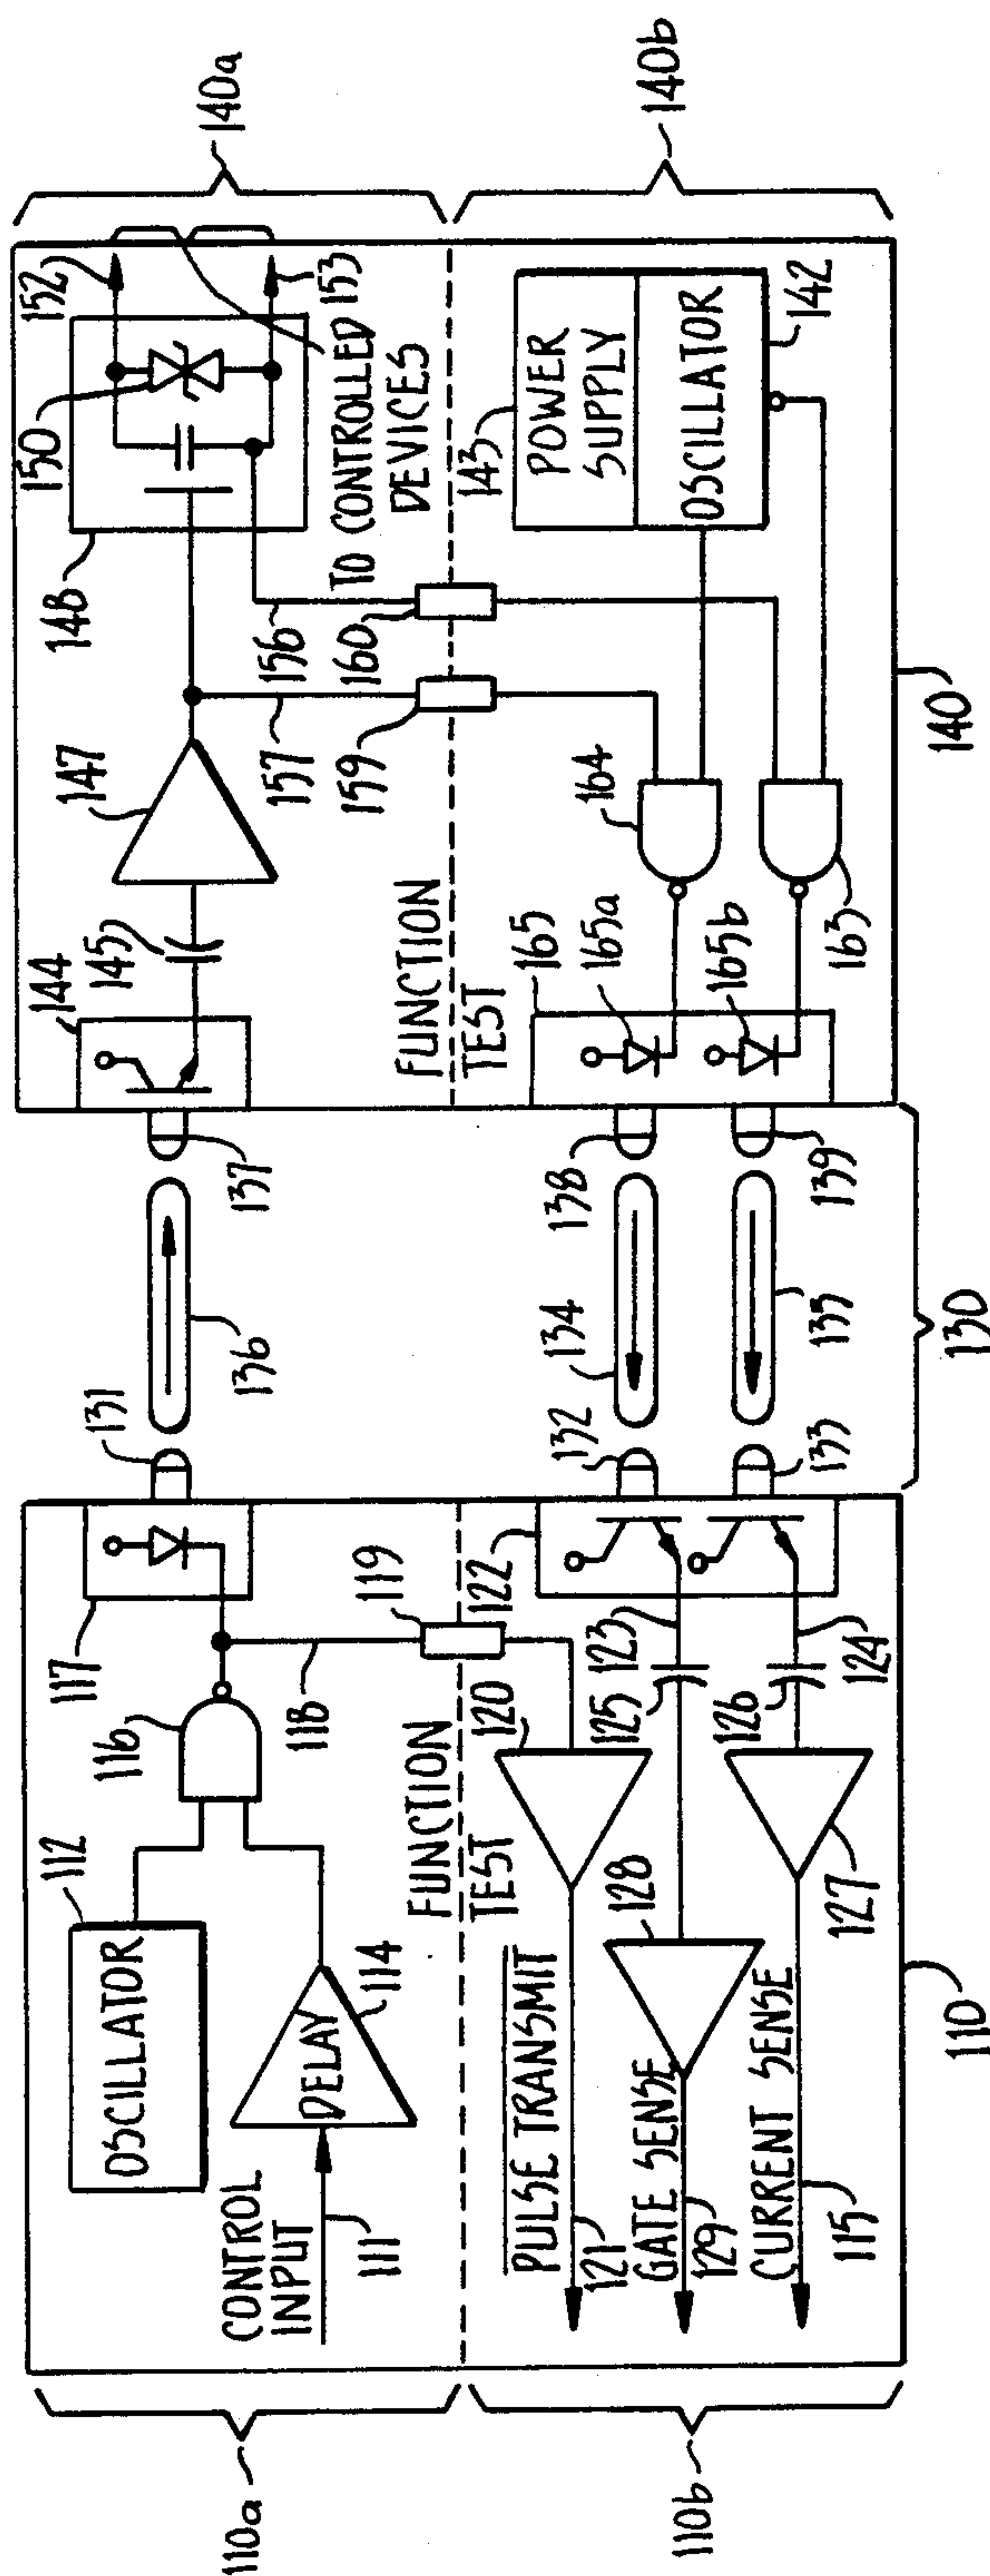 110a
110b
OSCILLATOR
112
CONTROL
INPUT
111
DELAY
114
116
117
118
119
FUNCTION
TEST
PULSE TRANSMIT
121
GATE SENSE
129
CURRENT SENSE
115
120
128
127
122
123
125
124
126
110
131
136
137
132
134
138
133
135
139
130
144
145
147
148
150
152
153
TO CONTROLLED
DEVICES
157
156
159
160
FUNCTION
TEST
165
165a
165b
164
163
143
POWER
SUPPLY
OSCILLATOR
142
140
140a
140b